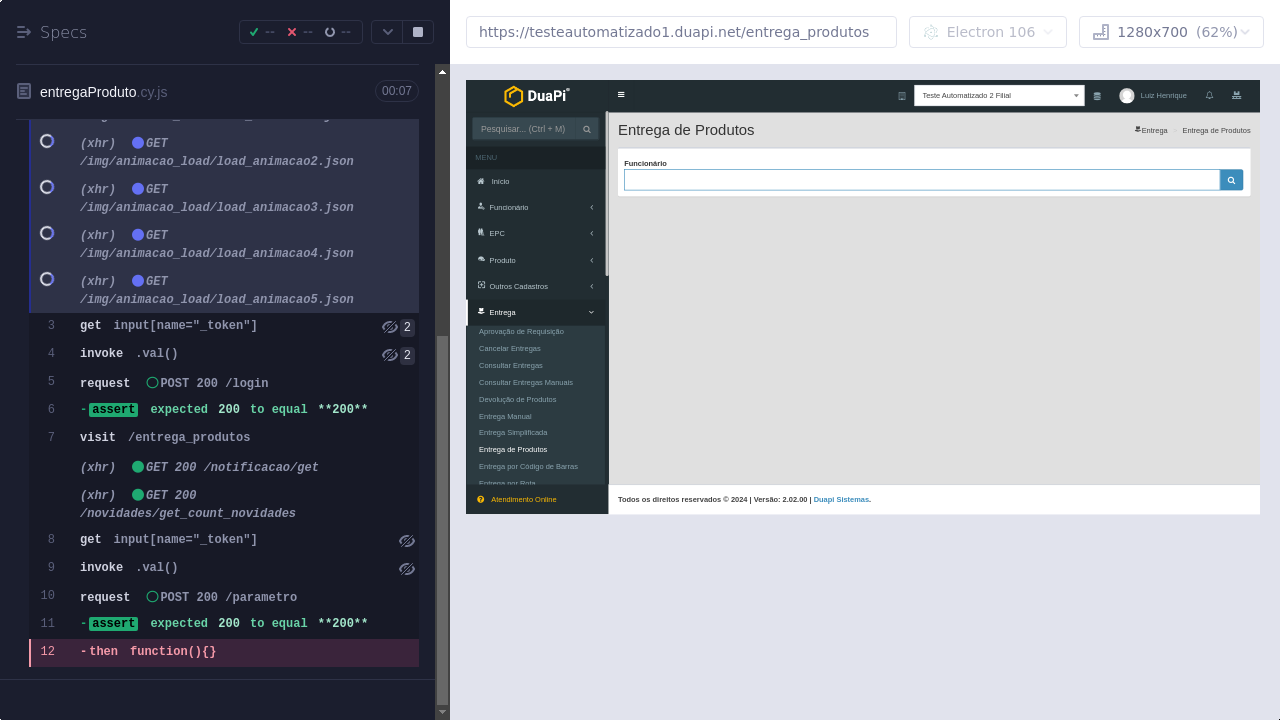 Specs
--
--
--
https://testeautomatizado1.duapi.net/entrega_produtos
Electron 106
1280x700 (62%)
entregaProduto.cy.js
00:07
(xhr) GET
/img/animacao_load/load_animacao2.json
(xhr) GET
/img/animacao_load/load_animacao3.json
(xhr) GET
/img/animacao_load/load_animacao4.json
(xhr) GET
/img/animacao_load/load_animacao5.json
3 get input[name="_token"] 2
4 invoke .val() 2
5 request POST 200 /login
6 -assert expected 200 to equal **200**
7 visit /entrega_produtos
(xhr) GET 200 /notificacao/get
(xhr) GET 200
/novidades/get_count_novidades
8 get input[name="_token"]
9 invoke .val()
10 request POST 200 /parametro
11 -assert expected 200 to equal **200**
12 -then function(){}
DuaPi
Teste Automatizado 2 Filial
Luiz Henrique
Pesquisar... (Ctrl + M)
MENU
Início
Funcionário
EPC
Produto
Outros Cadastros
Entrega
Aprovação de Requisição
Cancelar Entregas
Consultar Entregas
Consultar Entregas Manuais
Devolução de Produtos
Entrega Manual
Entrega Simplificada
Entrega de Produtos
Entrega por Código de Barras
Entrega por Rota
Atendimento Online
Entrega de Produtos
Entrega
Entrega de Produtos
Funcionário
Todos os direitos reservados © 2024 | Versão: 2.02.00 | Duapi Sistemas.